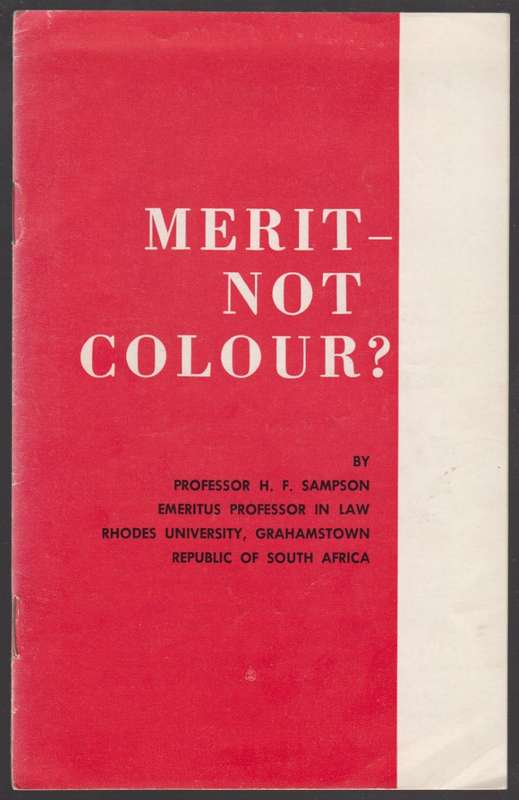 MERIT–
NOT
COLOUR?
BY
PROFESSOR H. F. SAMPSON
EMERITUS PROFESSOR IN LAW
RHODES UNIVERSITY, GRAHAMSTOWN
REPUBLIC OF SOUTH AFRICA